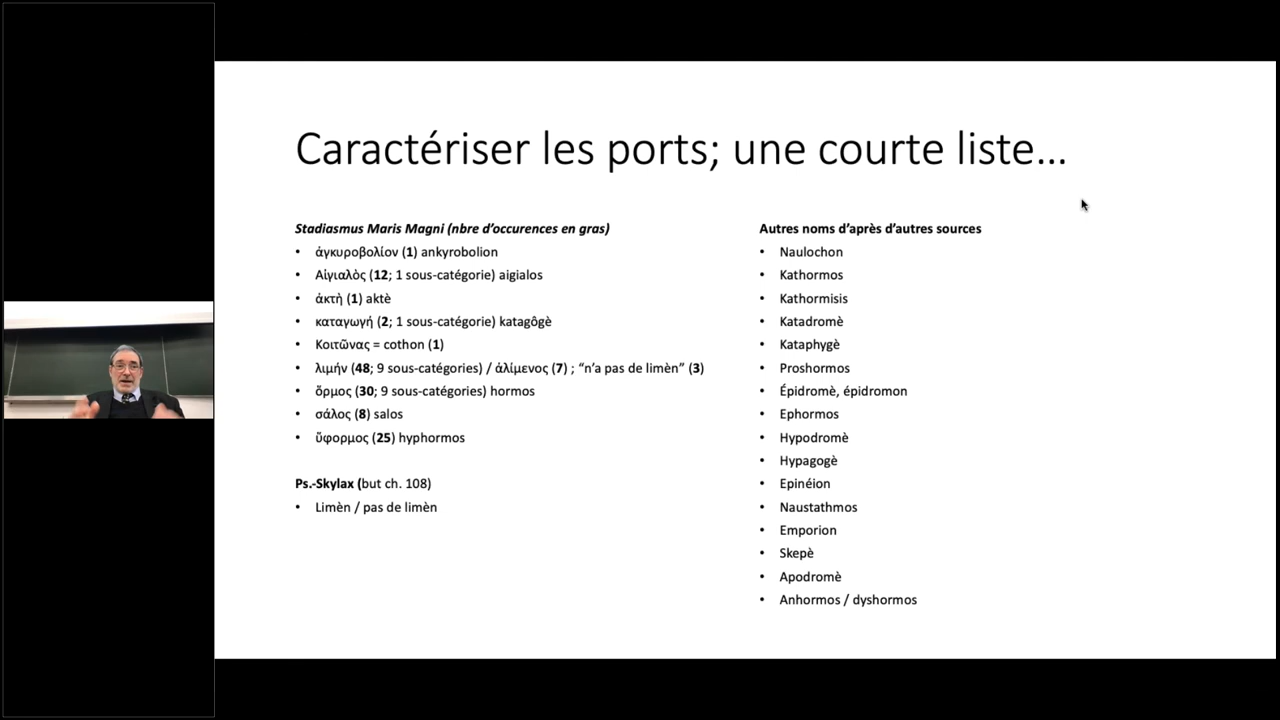 Caractériser les ports; une courte liste…
Stadiasmus Maris Magni (nbre d’occurences en gras)
• ἀγκυροβολίον (1) ankyrobolion
• Αἰγιαλὸς (12; 1 sous-catégorie) aigialos
• ἀκτὴ (1) aktè
• καταγωγή (2; 1 sous-catégorie) katagôgè
• Κοιτῶνας = cothon (1)
• λιμήν (48; 9 sous-catégories) / ἀλίμενος (7) ; “n’a pas de limèn” (3)
• ὅρμος (30; 9 sous-catégories) hormos
• σάλος (8) salos
• ὕφορμος (25) hyphormos
Ps.-Skylax (but ch. 108)
• Limèn / pas de limèn
Autres noms d’après d’autres sources
• Naulochon
• Kathormos
• Kathormisis
• Katadromè
• Kataphygè
• Proshormos
• Épidromè, épidromon
• Ephormos
• Hypodromè
• Hypagogè
• Epinéion
• Naustathmos
• Emporion
• Skepè
• Apodromè
• Anhormos / dyshormos